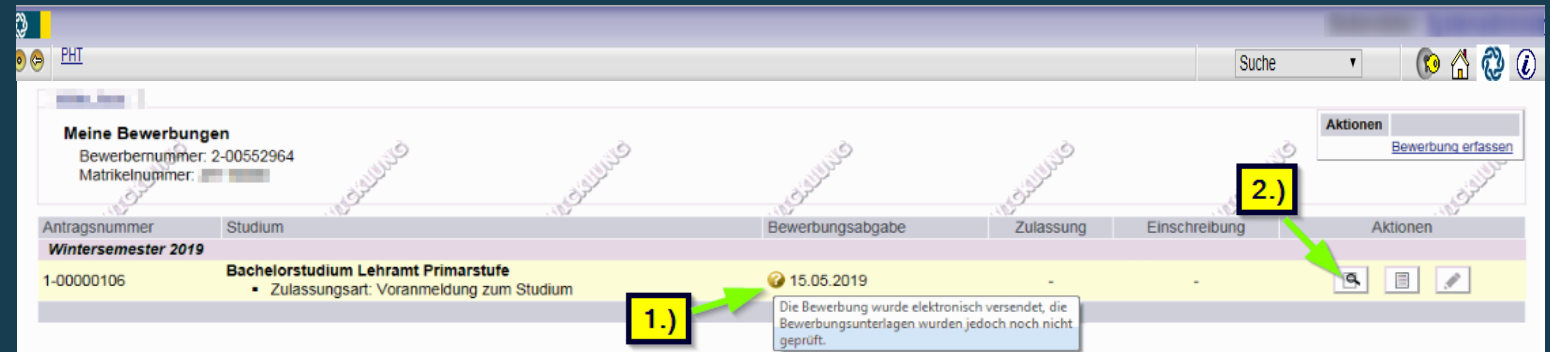 PHT
Suche
Meine Bewerbungen
Aktionen
Bewerbernummer: 2-00552964
Bewerbung erfassen
Matrikelnummer:
2.)
Antragsnummer Studium Bewerbungsabgabe Zulassung Einschreibung Aktionen
Wintersemester 2019
1-00000106 Bachelorstudium Lehramt Primarstufe 15.05.2019 - -
▪ Zulassungsart: Voranmeldung zum Studium
1.)
Die Bewerbung wurde elektronisch versendet, die
Bewerbungsunterlagen wurden jedoch noch nicht
geprüft.